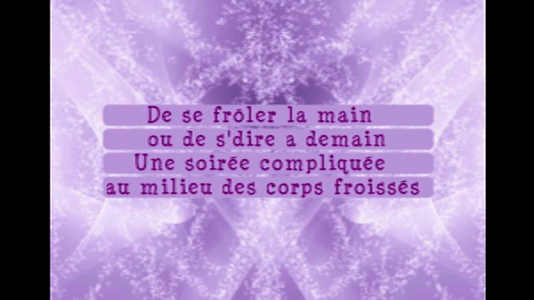 De se frôler la main
ou de s'dire a demain
Une soirée compliquée
au milieu des corps froissés